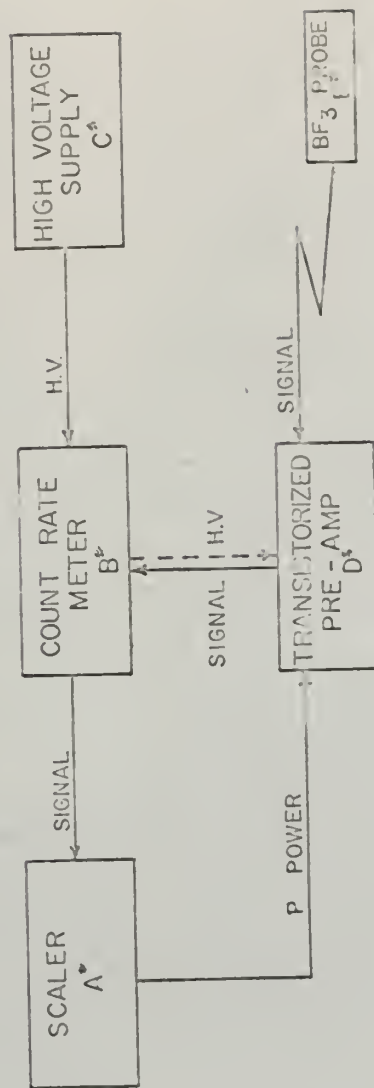 SCALER
A*
SIGNAL
COUNT RATE
METER
B*
H.V.
HIGH VOLTAGE
SUPPLY
C*
SIGNAL
H.V
P POWER
TRANSISTORIZED
PRE-AMP
D*
SIGNAL
BF3 PROBE